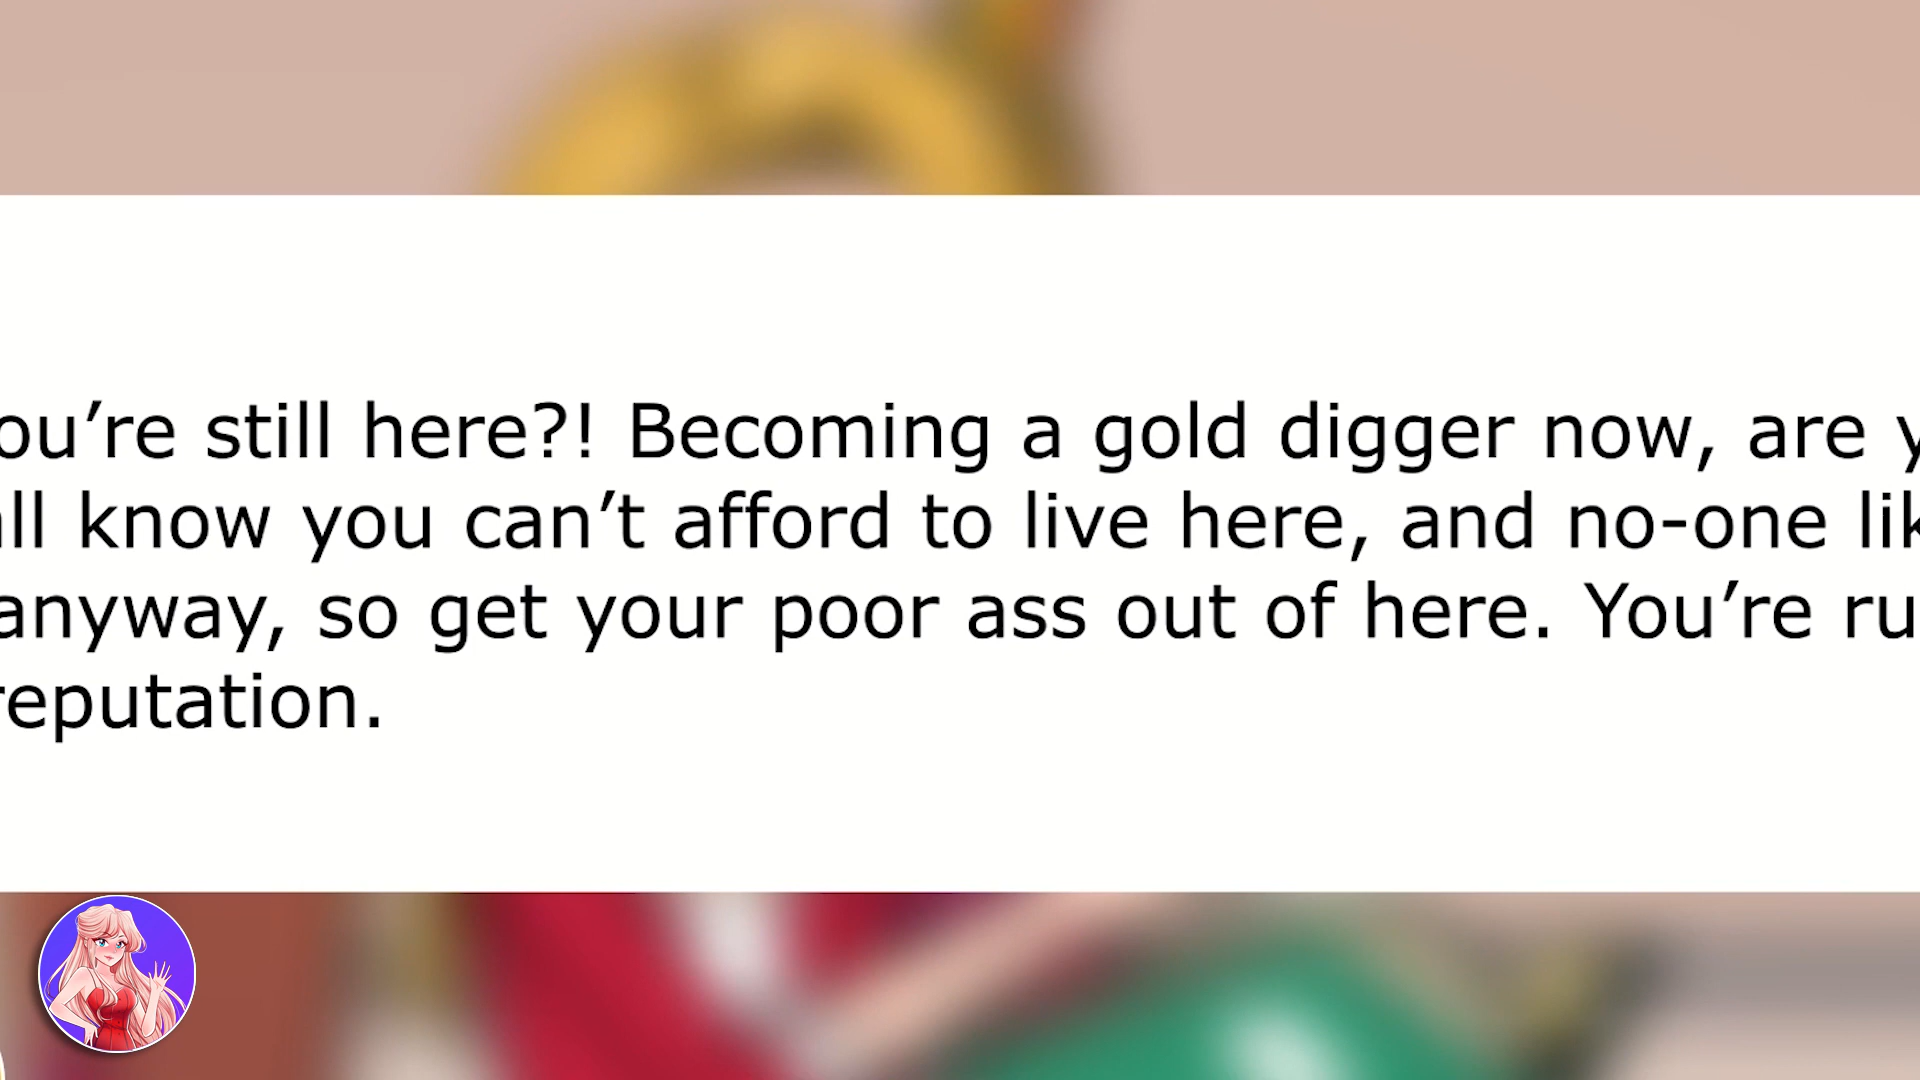 ou’re still here?! Becoming a gold digger now, are y
all know you can’t afford to live here, and no-one lik
anyway, so get your poor ass out of here. You’re ru
reputation.